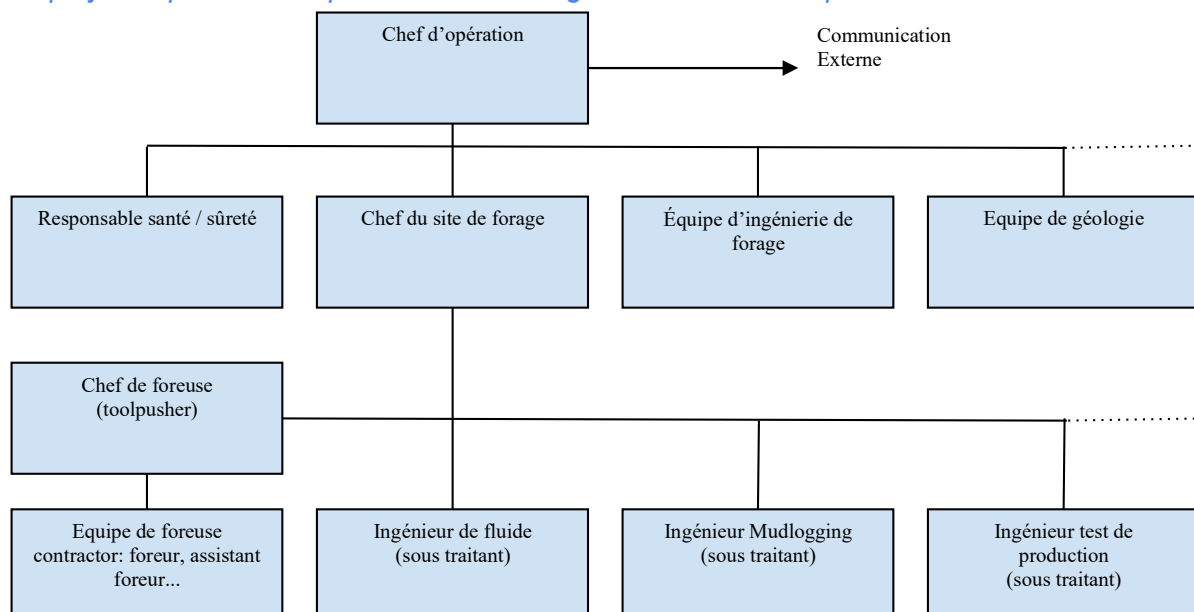 Chef d’opération
Communication
Externe
Responsable santé / sûreté
Chef du site de forage
Équipe d’ingénierie de
forage
Equipe de géologie
Chef de foreuse
(toolpusher)
Equipe de foreuse
contractor: foreur, assistant
foreur...
Ingénieur de fluide
(sous traitant)
Ingénieur Mudlogging
(sous traitant)
Ingénieur test de
production
(sous traitant)